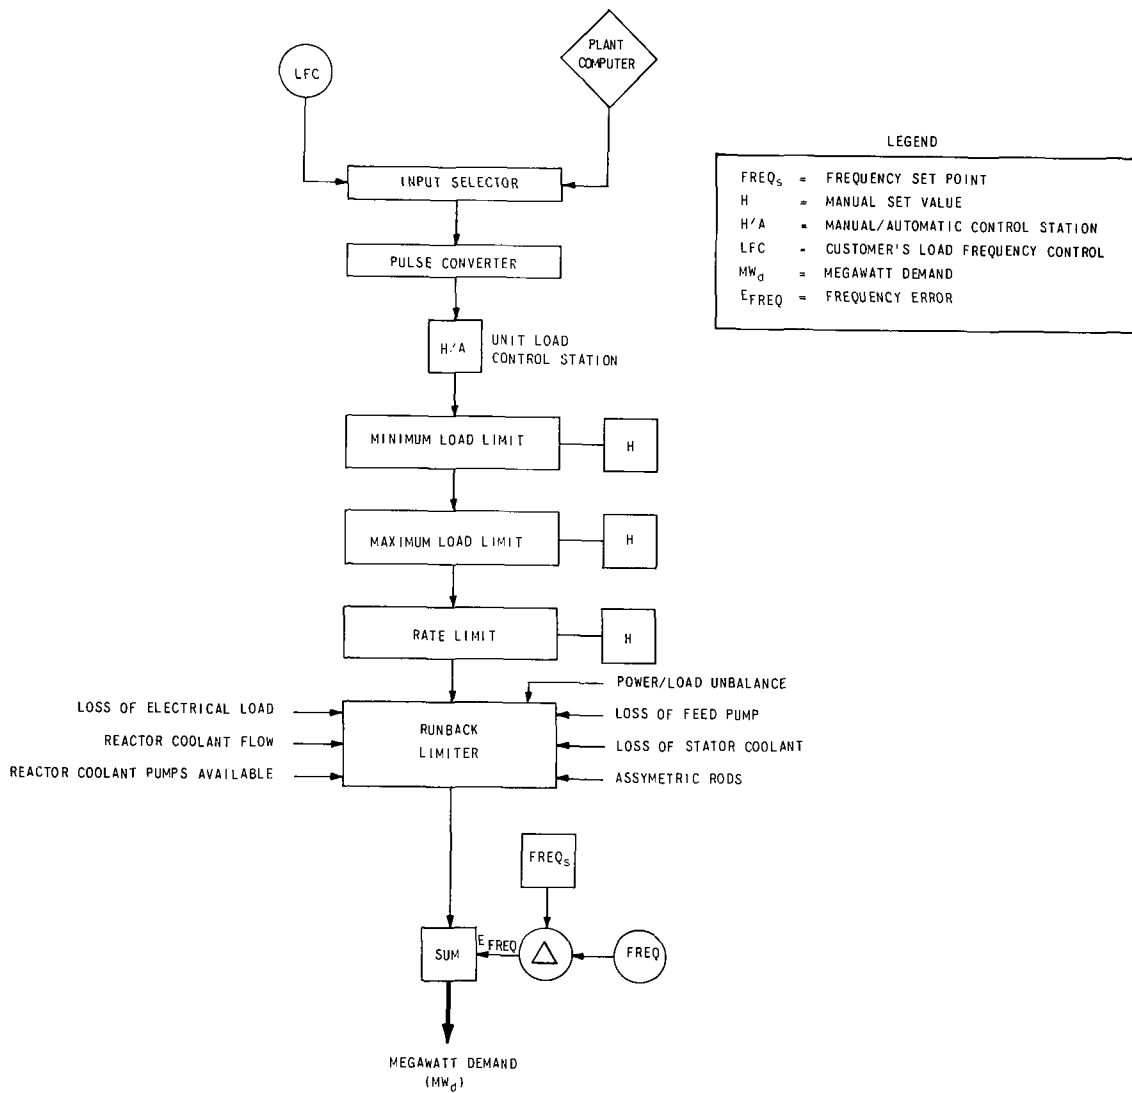 PLANT
COMPUTER
LFC
INPUT SELECTOR
PULSE CONVERTER
H/A
UNIT LOAD
CONTROL STATION
MINIMUM LOAD LIMIT
H
MAXIMUM LOAD LIMIT
H
RATE LIMIT
H
POWER/LOAD UNBALANCE
LOSS OF ELECTRICAL LOAD
REACTOR COOLANT FLOW
REACTOR COOLANT PUMPS AVAILABLE
RUNBACK
LIMITER
LOSS OF FEED PUMP
LOSS OF STATOR COOLANT
ASSYMETRIC RODS
FREQs
SUM
EFREQ
Δ
FREQ
MEGAWATT DEMAND
(MWd)
LEGEND
FREQs = FREQUENCY SET POINT
H = MANUAL SET VALUE
H/A = MANUAL/AUTOMATIC CONTROL STATION
LFC - CUSTOMER'S LOAD FREQUENCY CONTROL
MWd = MEGAWATT DEMAND
EFREQ = FREQUENCY ERROR